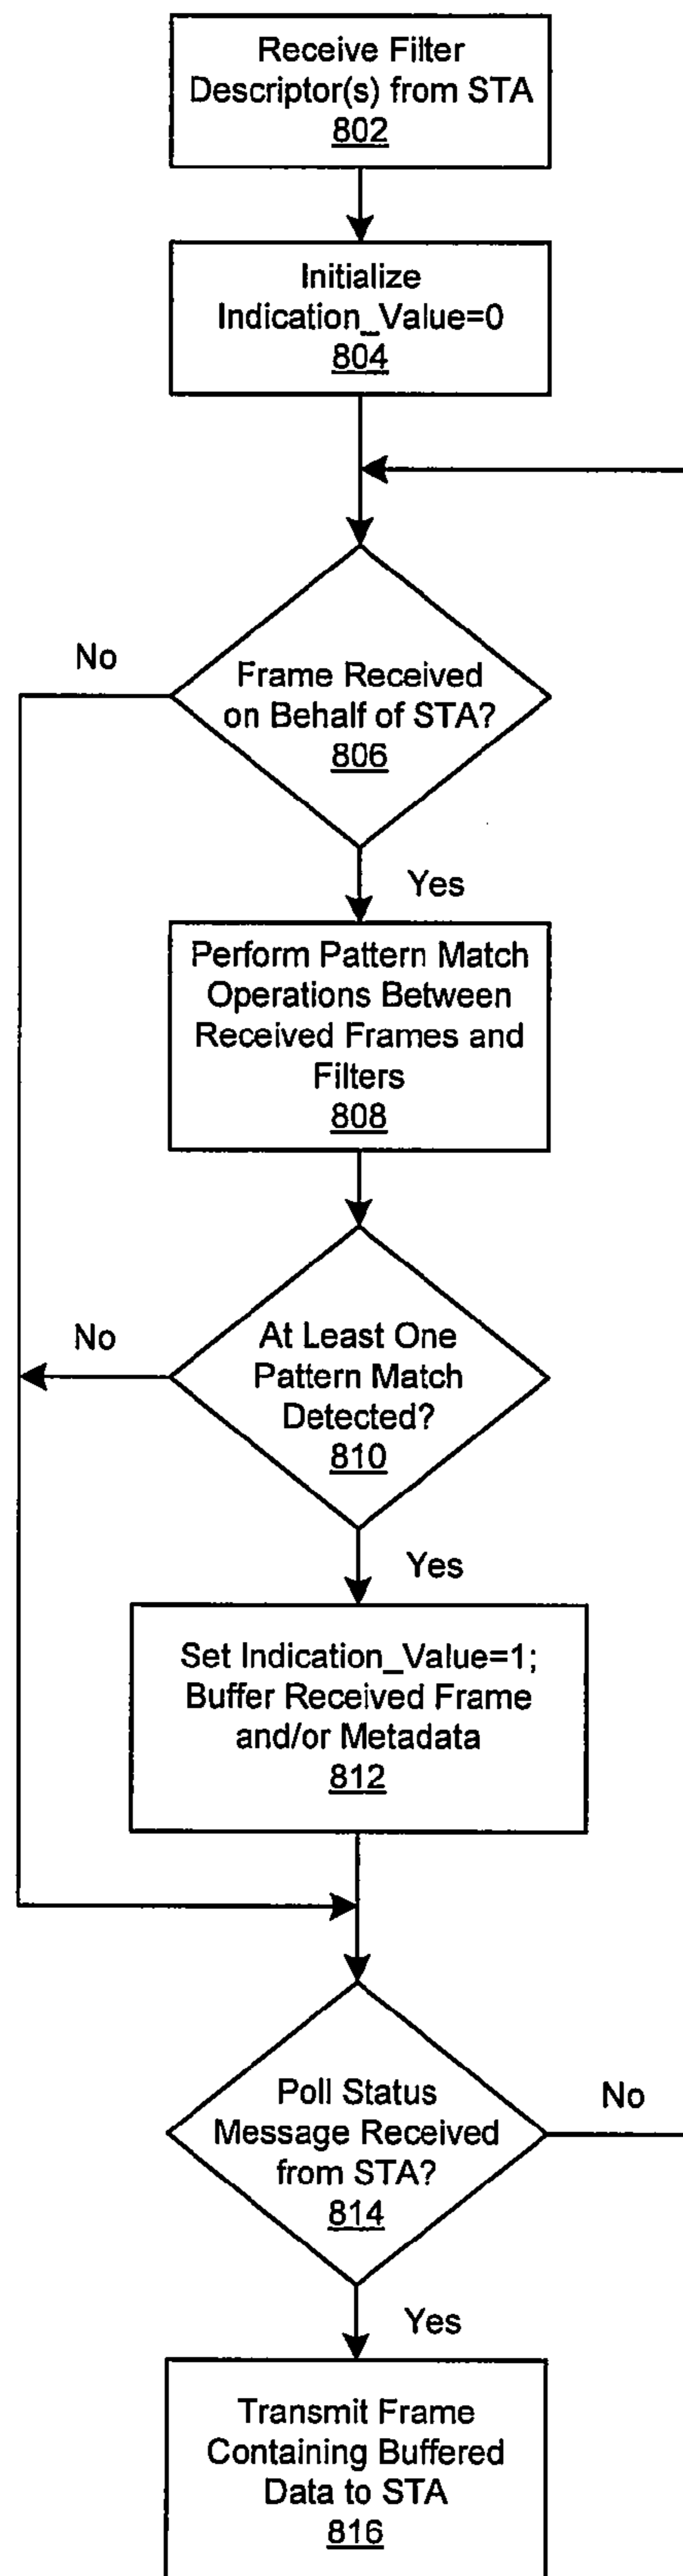 Receive Filter
Descriptor(s) from STA
802
Initialize
Indication_Value=0
804
No
Frame Received
on Behalf of STA?
806
Yes
Perform Pattern Match
Operations Between
Received Frames and
Filters
808
No
At Least One
Pattern Match
Detected?
810
Yes
Set Indication_Value=1;
Buffer Received Frame
and/or Metadata
812
Poll Status
Message Received
from STA?
814
No
Yes
Transmit Frame
Containing Buffered
Data to STA
816